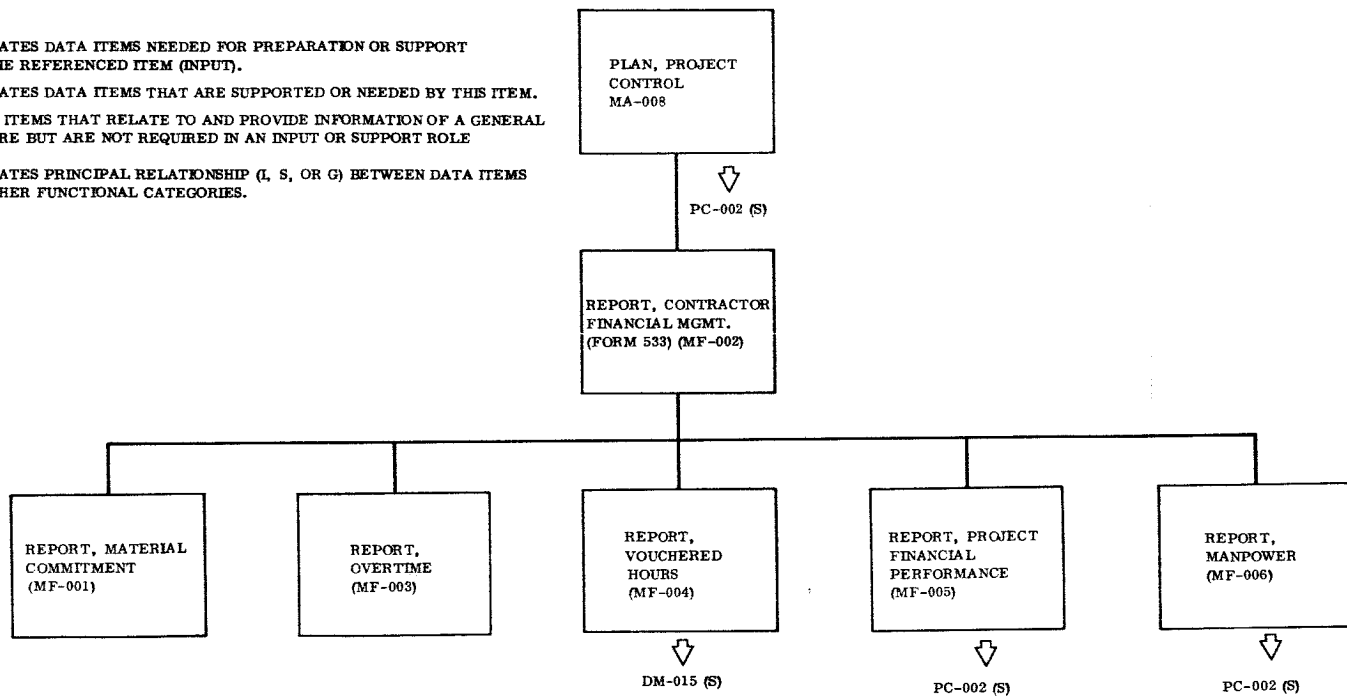 ATES DATA ITEMS NEEDED FOR PREPARATION OR SUPPORT
IE REFERENCED ITEM (INPUT).
ATES DATA ITEMS THAT ARE SUPPORTED OR NEEDED BY THIS ITEM.
ITEMS THAT RELATE TO AND PROVIDE INFORMATION OF A GENERAL
RE BUT ARE NOT REQUIRED IN AN INPUT OR SUPPORT ROLE
ATES PRINCIPAL RELATIONSHIP (I, S, OR G) BETWEEN DATA ITEMS
HER FUNCTIONAL CATEGORIES.
PLAN, PROJECT
CONTROL
MA-008
PC-002 (S)
REPORT, CONTRACTOR
FINANCIAL MGMT.
(FORM 533) (MF-002)
REPORT, MATERIAL
COMMITMENT
(MF-001)
REPORT,
OVERTIME
(MF-003)
REPORT,
VOUCHERED
HOURS
(MF-004)
DM-015 (S)
REPORT, PROJECT
FINANCIAL
PERFORMANCE
(MF-005)
PC-002 (S)
REPORT,
MANPOWER
(MF-006)
PC-002 (S)